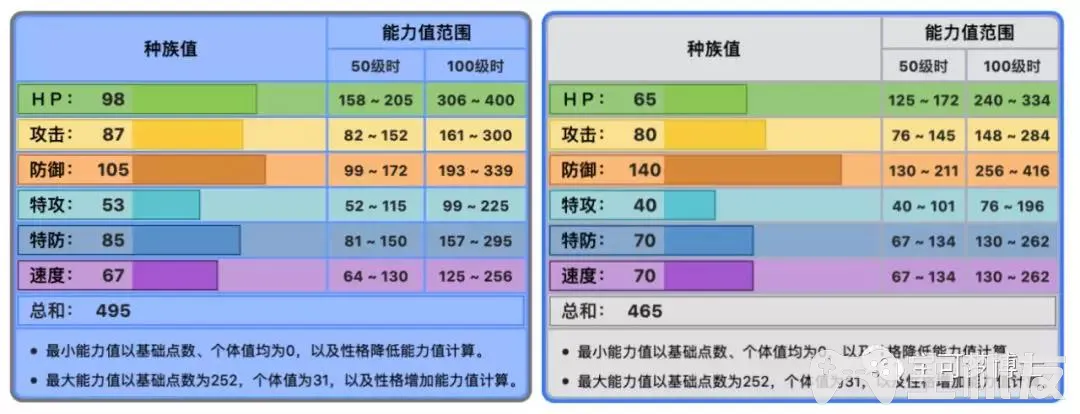 种族值
能力值范围
50级时 100级时
HP: 98 158 ~ 205 306 ~ 400
攻击: 87 82 ~ 152 161 ~ 300
防御: 105 99 ~ 172 193 ~ 339
特攻: 53 52 ~ 115 99 ~ 225
特防: 85 81 ~ 150 157 ~ 295
速度: 67 64 ~ 130 125 ~ 256
总和: 495
• 最小能力值以基础点数、个体值均为0，以及性格降低能力值计算。
• 最大能力值以基础点数为252，个体值为31，以及性格增加能力值计算。
种族值
能力值范围
50级时 100级时
HP: 65 125 ~ 172 240 ~ 334
攻击: 80 76 ~ 145 148 ~ 284
防御: 140 130 ~ 211 256 ~ 416
特攻: 40 40 ~ 101 76 ~ 196
特防: 70 67 ~ 134 130 ~ 262
速度: 70 67 ~ 134 130 ~ 262
总和: 465
• 最小能力值以基础点数、个体值均为0，以及性格降低能力值计算。
• 最大能力值以基础点数为252，个体值为31，以及性格增加能力值计算。